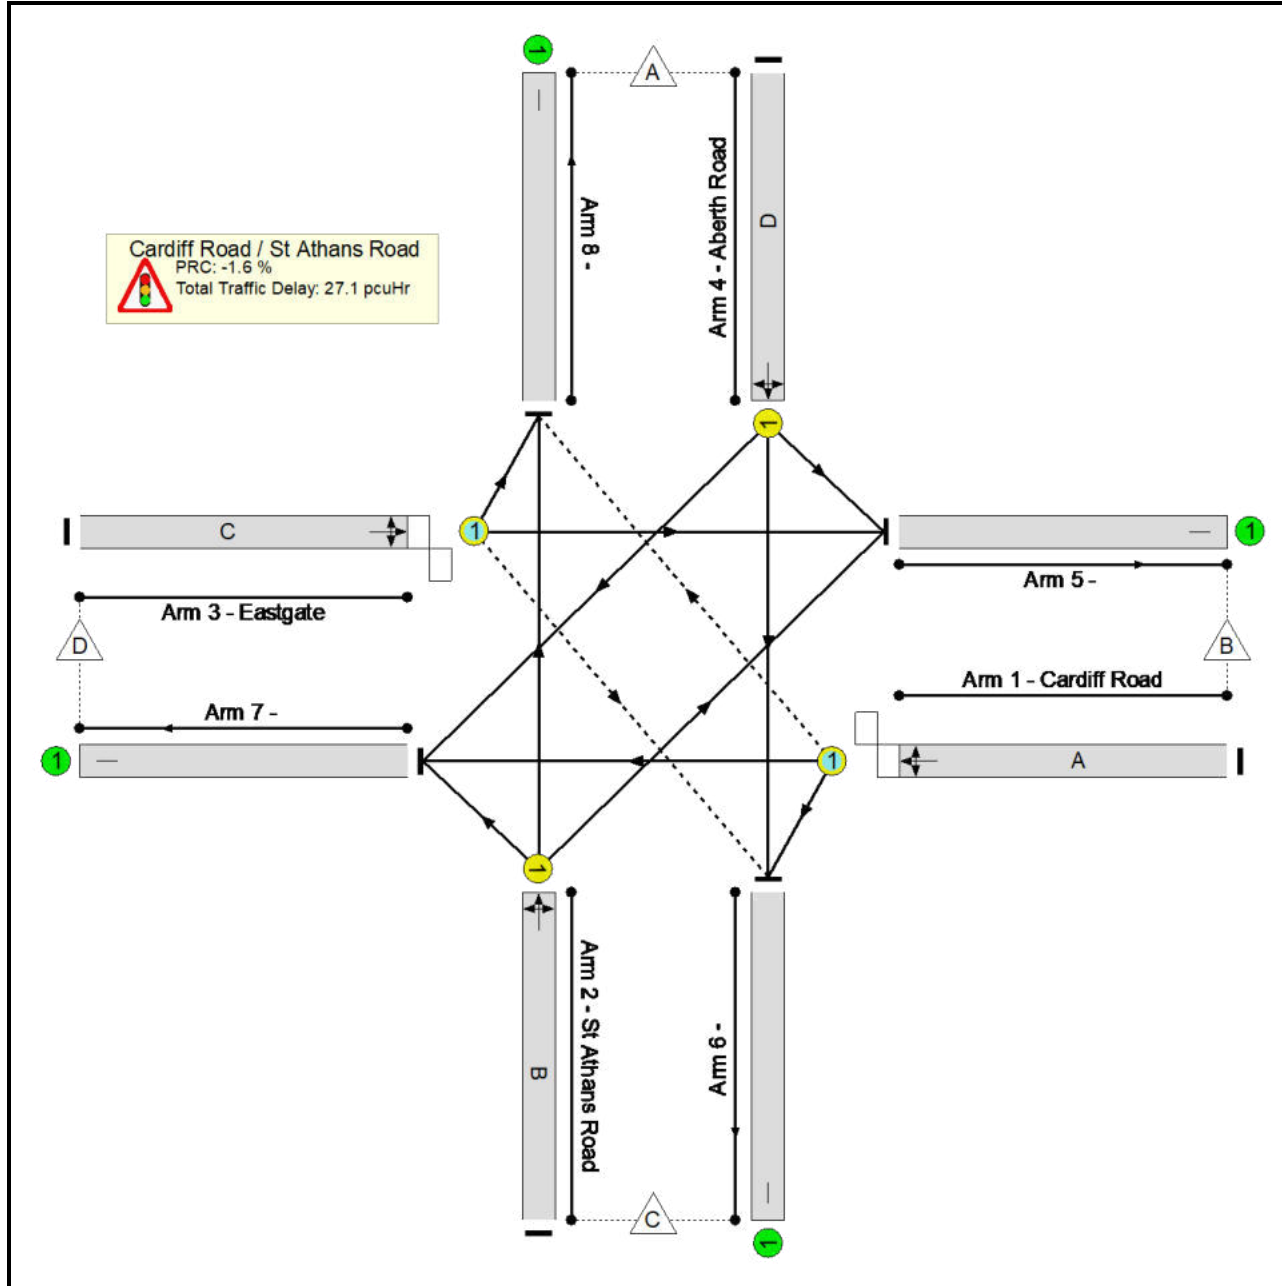 1
A
Arm 8 -
Arm 4 - Aberth Road
D
Cardiff Road / St Athans Road
PRC: -1.6 %
Total Traffic Delay: 27.1 pcuHr
1
C
1
1
Arm 3 - Eastgate
Arm 5 -
D
B
Arm 7 -
Arm 1 - Cardiff Road
1
1
A
1
Arm 2 - St Athans Road
Arm 6 -
B
C
1